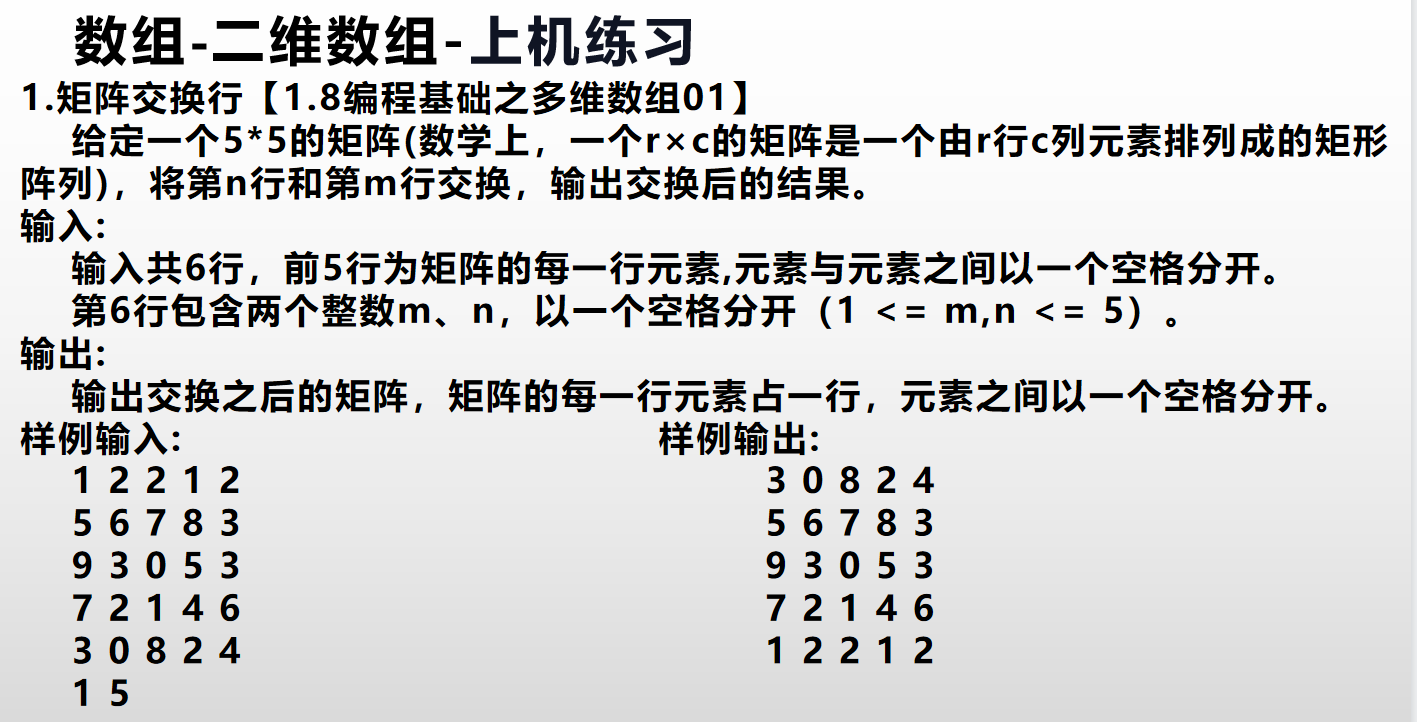 数组-二维数组-上机练习
1.矩阵交换行【1.8编程基础之多维数组01】
给定一个5*5的矩阵(数学上，一个r×c的矩阵是一个由r行c列元素排列成的矩形
阵列)，将第n行和第m行交换，输出交换后的结果。
输入:
输入共6行，前5行为矩阵的每一行元素,元素与元素之间以一个空格分开。
第6行包含两个整数m、n，以一个空格分开（1 <= m,n <= 5）。
输出:
输出交换之后的矩阵，矩阵的每一行元素占一行，元素之间以一个空格分开。
样例输入:
1 2 2 1 2
5 6 7 8 3
9 3 0 5 3
7 2 1 4 6
3 0 8 2 4
1 5
样例输出:
3 0 8 2 4
5 6 7 8 3
9 3 0 5 3
7 2 1 4 6
1 2 2 1 2